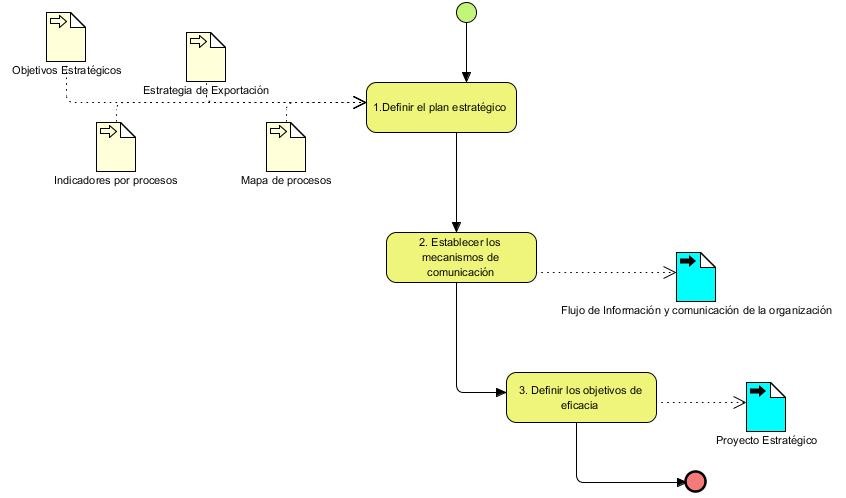 Objetivos Estratégicos
Estrategia de Exportación
1.Definir el plan estratégico
Indicadores por procesos
Mapa de procesos
2. Establecer los
mecanismos de
comunicación
Flujo de Información y comunicación de la organización
3. Definir los objetivos de
eficacia
Proyecto Estratégico